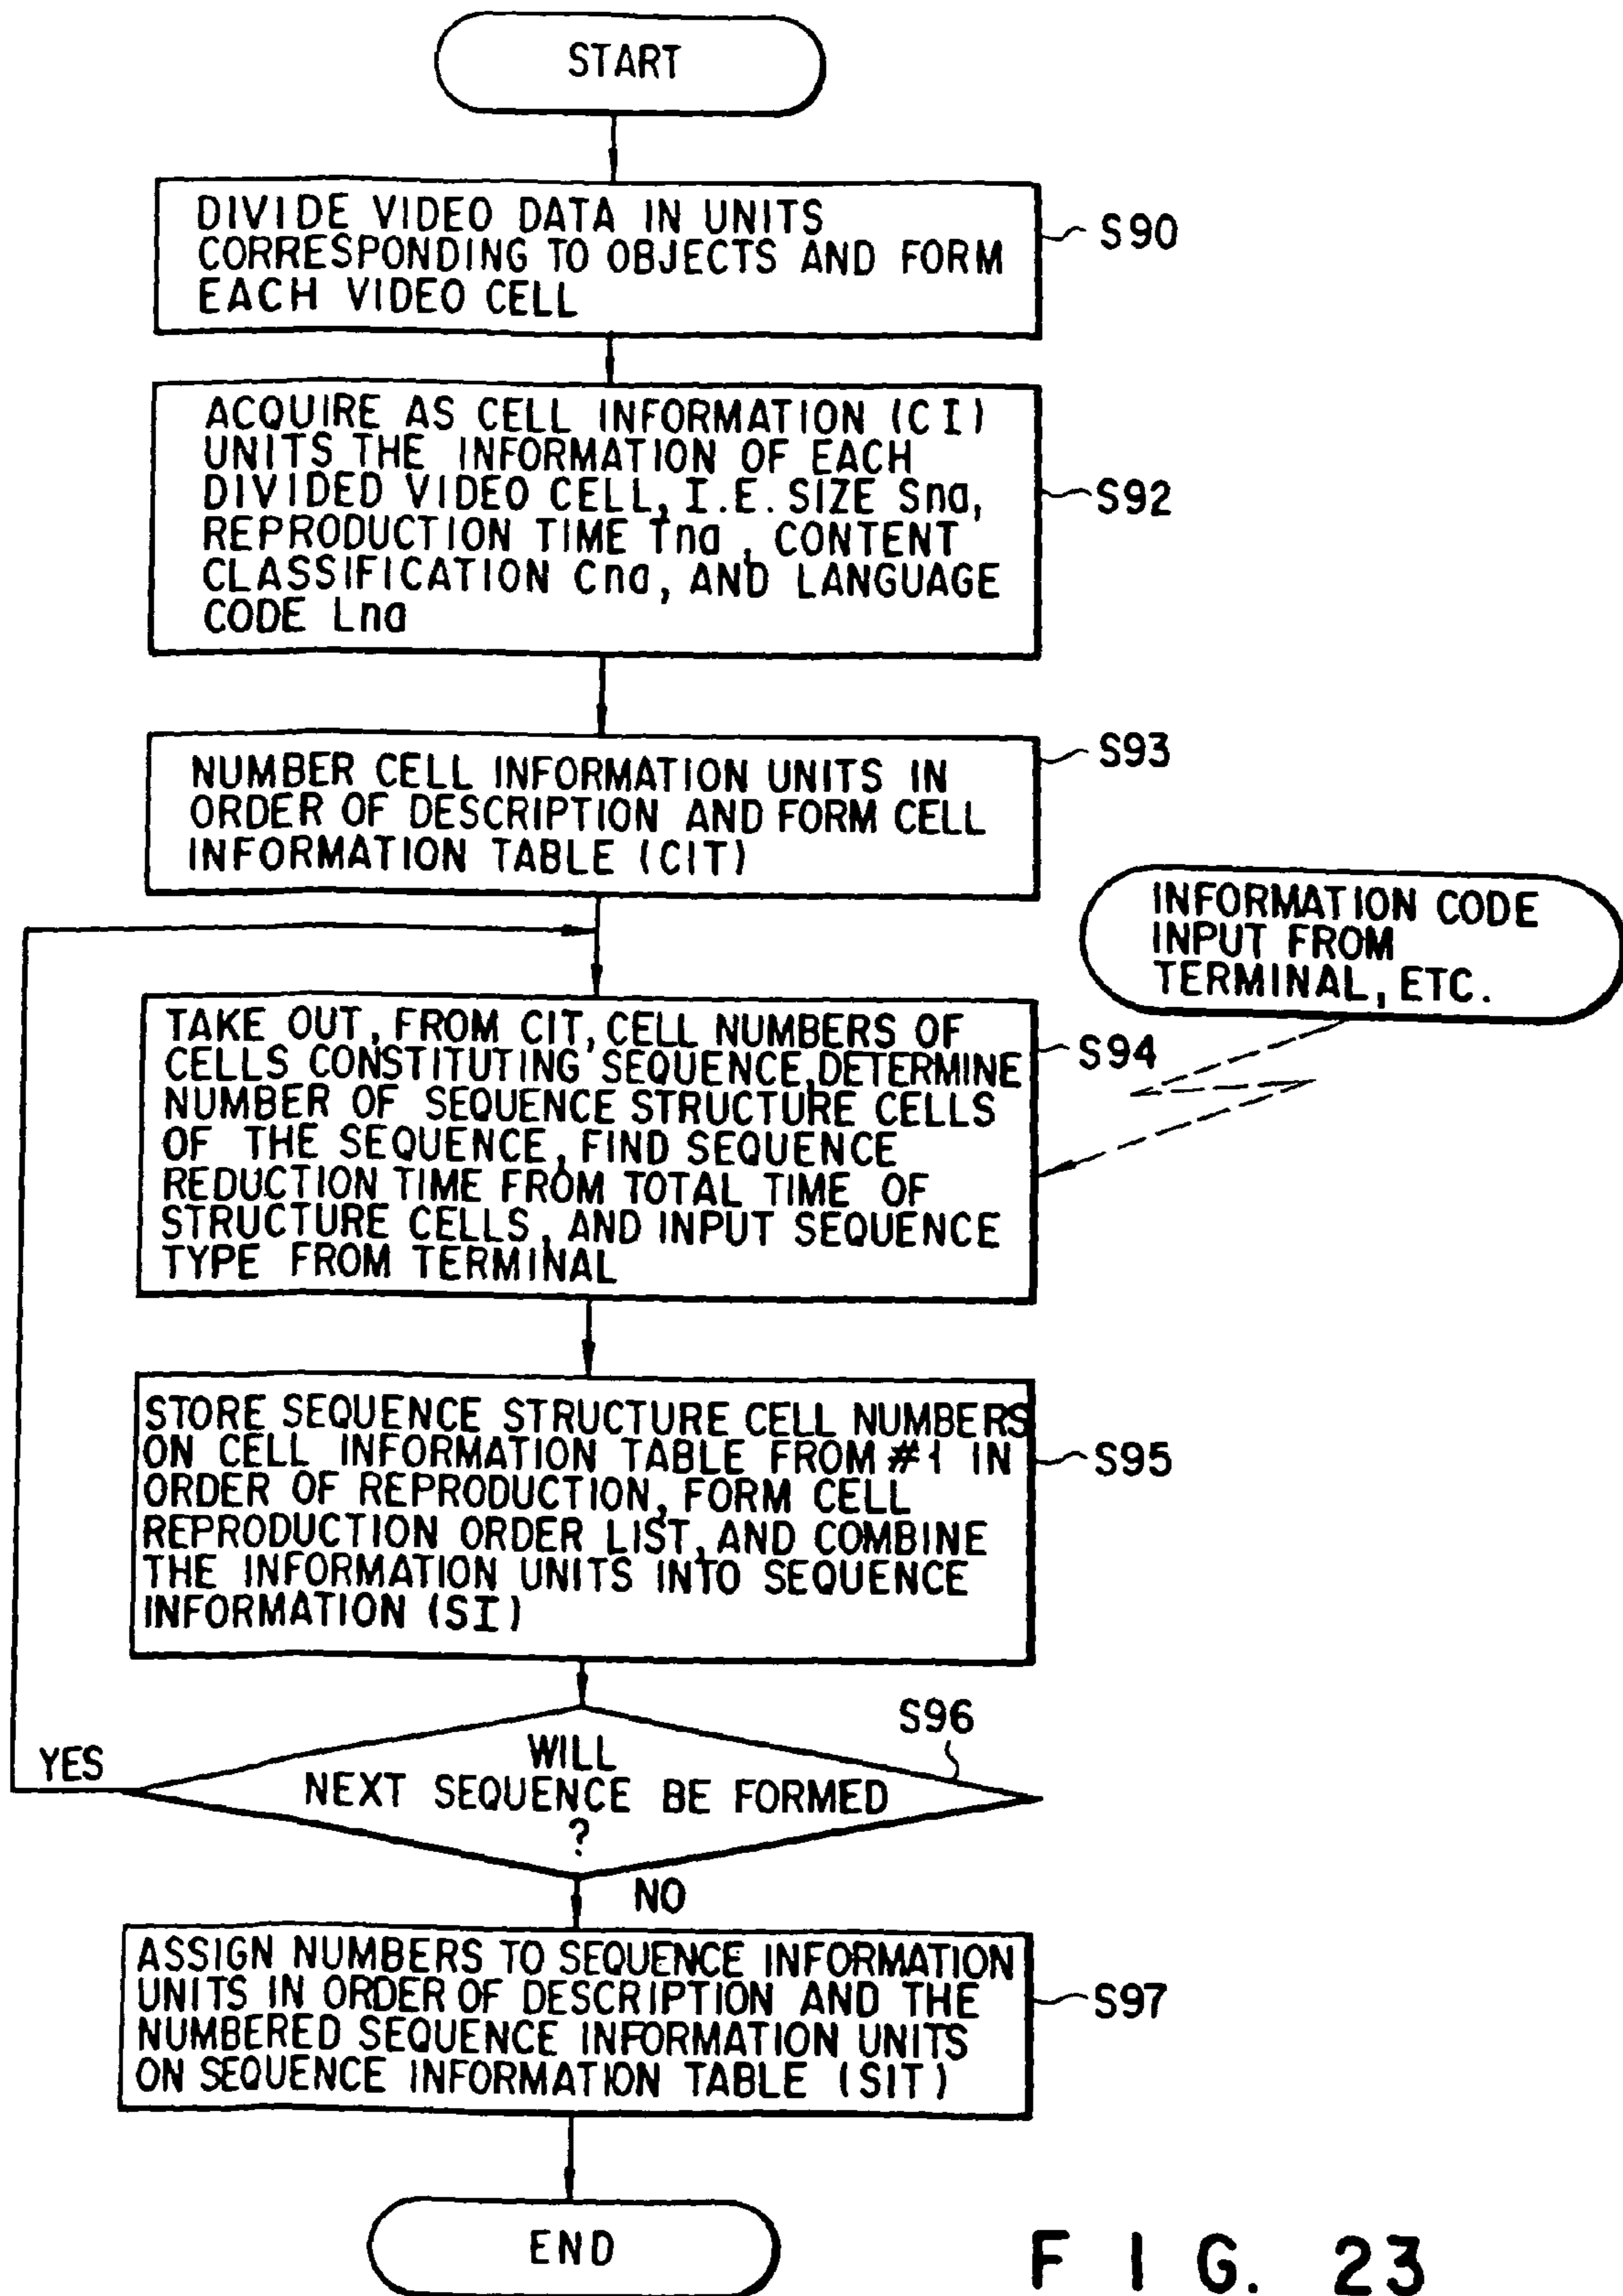 START
DIVIDE VIDEO DATA IN UNITS
CORRESPONDING TO OBJECTS AND FORM
EACH VIDEO CELL
S90
ACQUIRE AS CELL INFORMATION (CI)
UNITS THE INFORMATION OF EACH
DIVIDED VIDEO CELL, I.E. SIZE Sna,
REPRODUCTION TIME Tna, CONTENT
CLASSIFICATION Cna, AND LANGUAGE
CODE Lna
S92
NUMBER CELL INFORMATION UNITS IN
ORDER OF DESCRIPTION AND FORM CELL
INFORMATION TABLE (CIT)
S93
INFORMATION CODE
INPUT FROM
TERMINAL, ETC.
TAKE OUT, FROM CIT, CELL NUMBERS OF
CELLS CONSTITUTING SEQUENCE, DETERMINE
NUMBER OF SEQUENCE STRUCTURE CELLS
OF THE SEQUENCE, FIND SEQUENCE
REDUCTION TIME FROM TOTAL TIME OF
STRUCTURE CELLS, AND INPUT SEQUENCE
TYPE FROM TERMINAL
S94
STORE SEQUENCE STRUCTURE CELL NUMBERS
ON CELL INFORMATION TABLE FROM #1 IN
ORDER OF REPRODUCTION, FORM CELL
REPRODUCTION ORDER LIST, AND COMBINE
THE INFORMATION UNITS INTO SEQUENCE
INFORMATION (SI)
S95
S96
YES
WILL
NEXT SEQUENCE BE FORMED
?
NO
ASSIGN NUMBERS TO SEQUENCE INFORMATION
UNITS IN ORDER OF DESCRIPTION AND THE
NUMBERED SEQUENCE INFORMATION UNITS
ON SEQUENCE INFORMATION TABLE (SIT)
S97
END
FIG. 23